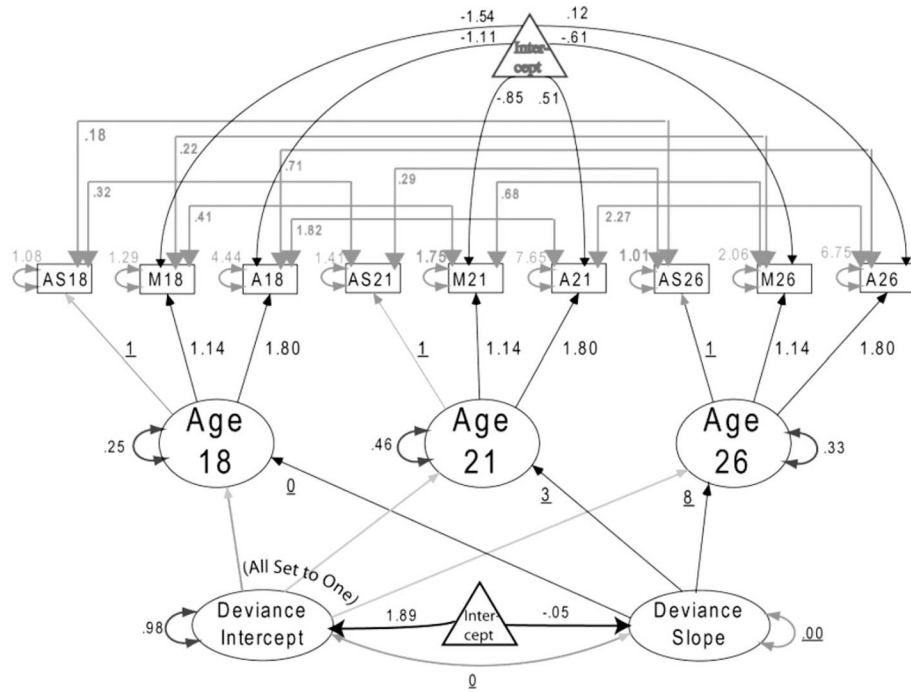 -1.54 .12
-1.11 -.61
Inter-
cept
-.85 .51
.18
.22
.71
.29
.32
.68
.41
1.82
2.27
1.08 1.29 4.44 1.41 1.75 7.65 1.01 2.06 6.75
AS18 M18 A18 AS21 M21 A21 AS26 M26 A26
1 1.14 1.80 1 1.14 1.80 1 1.14 1.80
Age
18
Age
21
Age
26
.25 .46 .33
0 3 8
(All Set to One)
Deviance
Intercept
1.89
Inter-
cept
-.05
Deviance
Slope
.98 .00
0